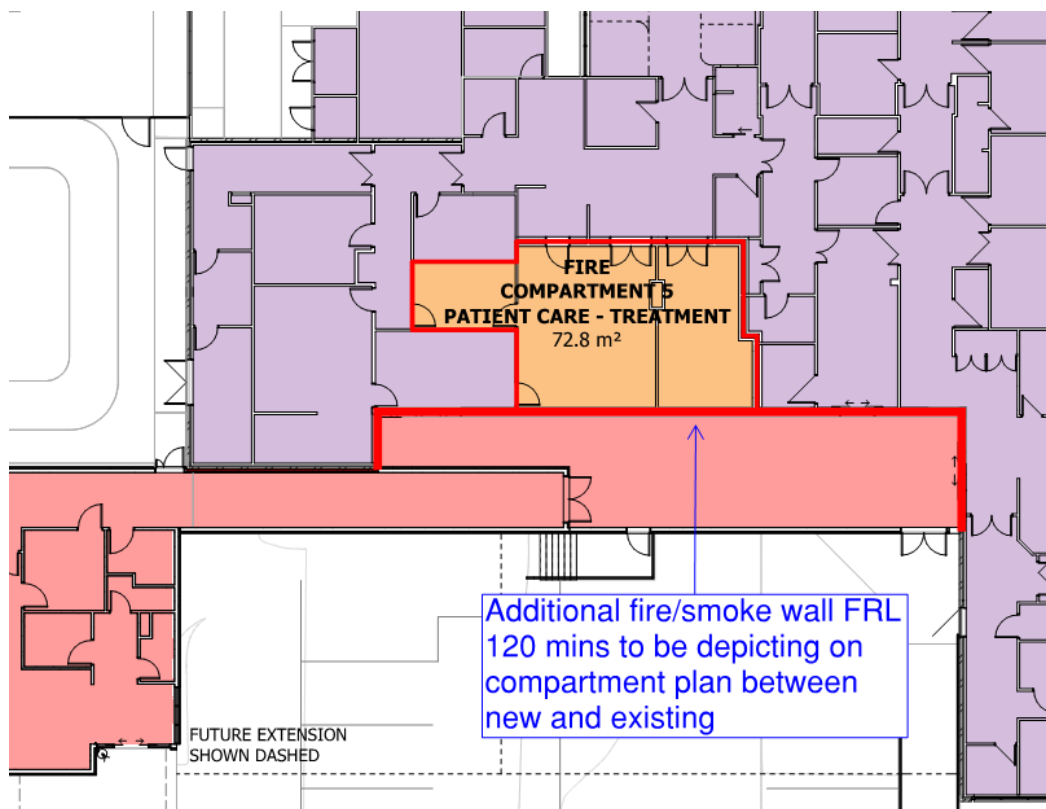 FIRE
COMPARTMENT 5
PATIENT CARE - TREATMENT
72.8 m²
Additional fire/smoke wall FRL
120 mins to be depicting on
compartment plan between
new and existing
FUTURE EXTENSION
SHOWN DASHED